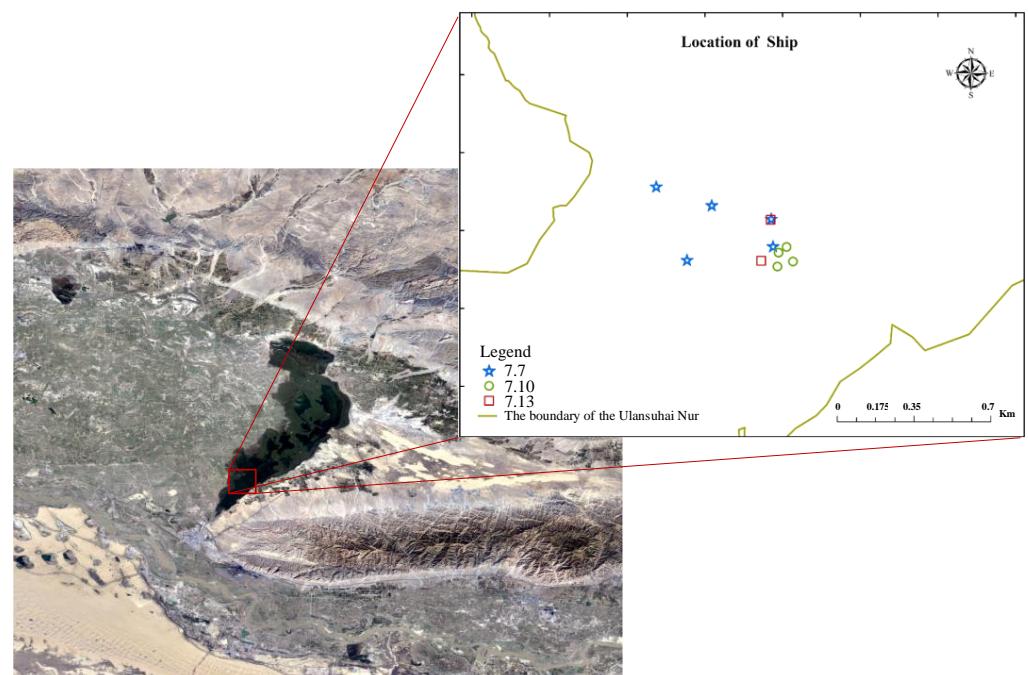 Location of Ship
N
W E
S
Legend
7.7
7.10
7.13
The boundary of the Ulansuhai Nur
0 0.175 0.35 0.7
Km